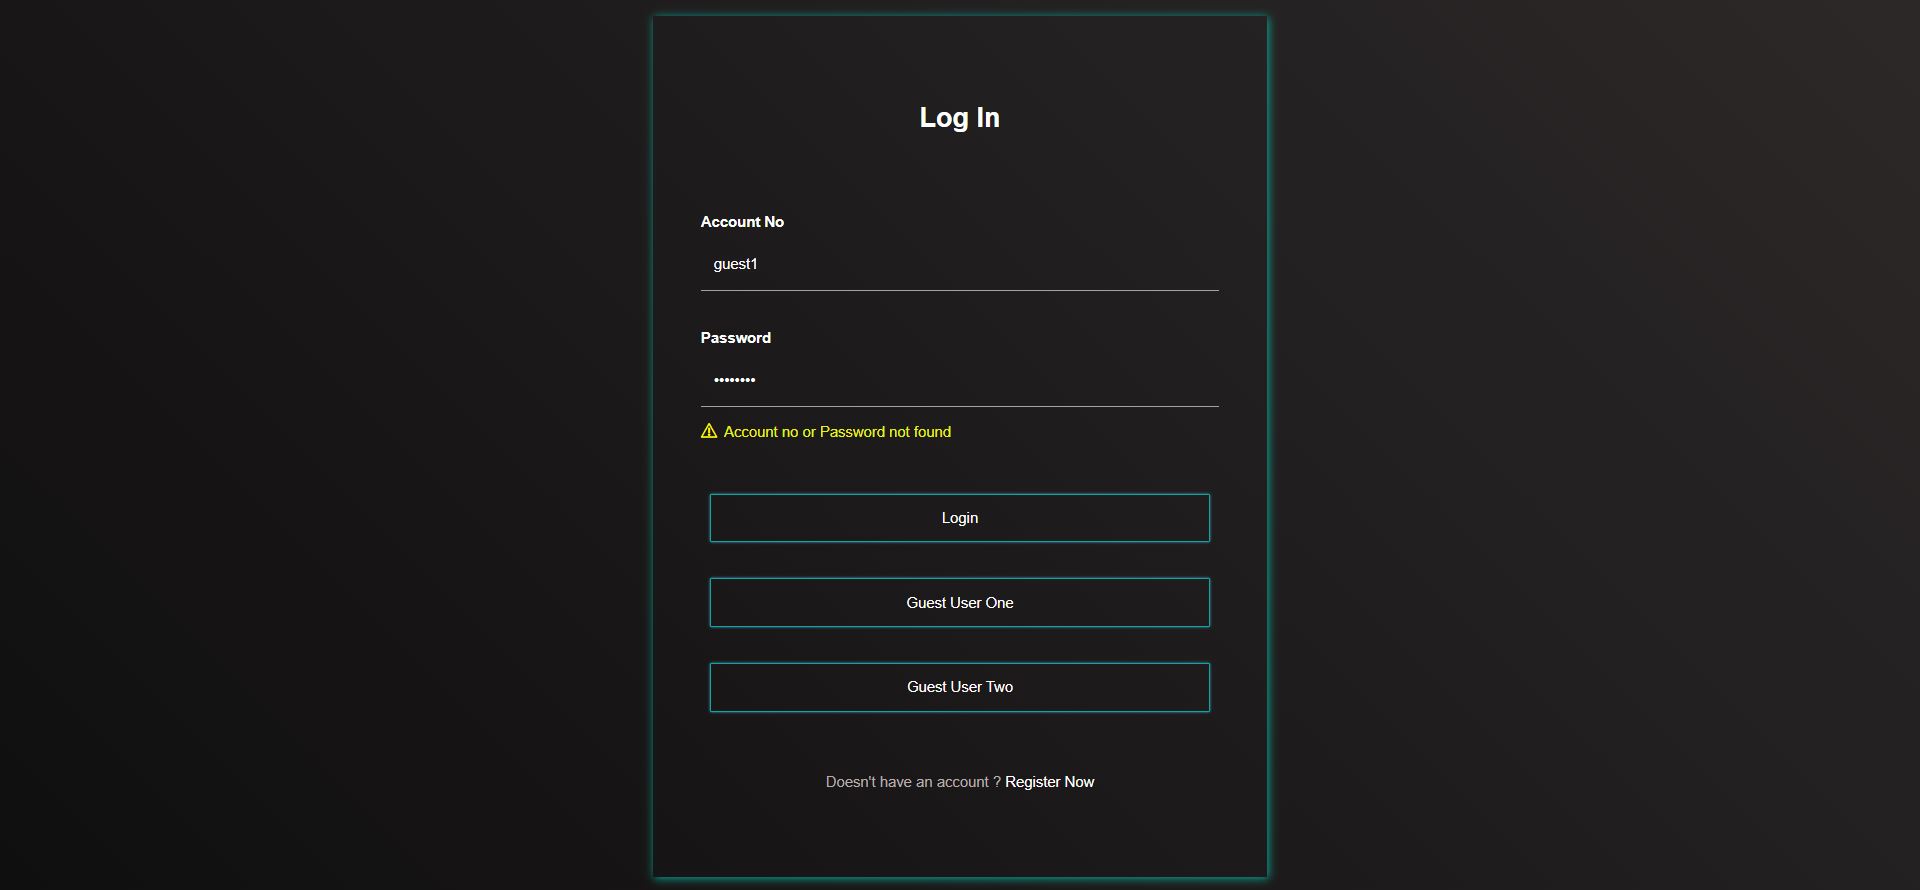 Log In
Account No
guest1
Password
••••••••
Account no or Password not found
Login
Guest User One
Guest User Two
Doesn't have an account ? Register Now